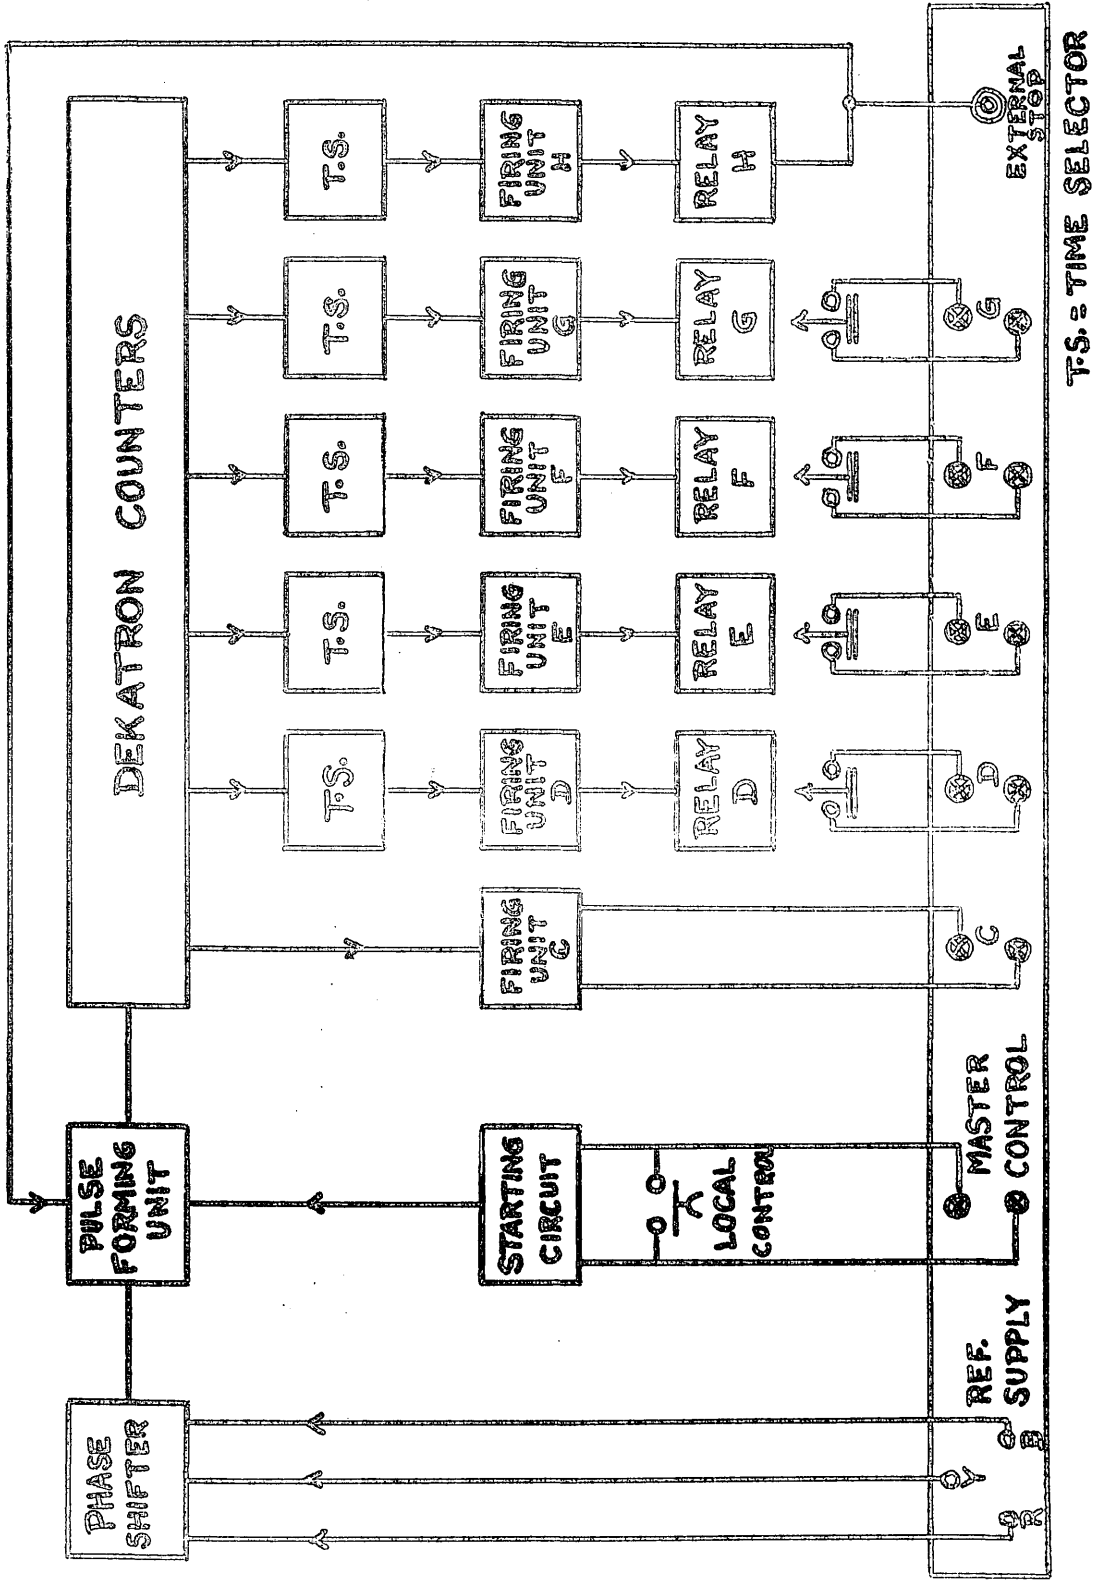 PHASE
SHIFTER
PULSE
FORMING
UNIT
DEKATRON COUNTERS
T.S.
T.S.
T.S.
T.S.
T.S.
STARTING
CIRCUIT
FIRING
UNIT
C
FIRING
UNIT
D
FIRING
UNIT
E
FIRING
UNIT
F
FIRING
UNIT
G
FIRING
UNIT
H
LOCAL
CONTROL
RELAY
D
RELAY
E
RELAY
F
RELAY
G
RELAY
H
R
Y
B
REF.
SUPPLY
MASTER
CONTROL
C
D
E
F
G
EXTERNAL
STOP
T.S. = TIME SELECTOR